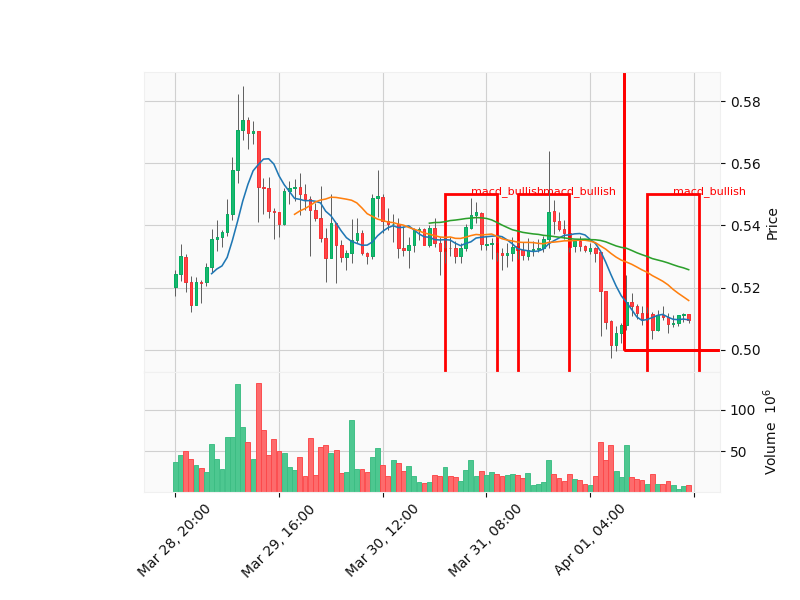 0.58
0.56
macd_bullish macd_bullish macd_bullish
0.54
Price
0.52
0.50
100
50
Volume 10^6
Mar 28, 20:00
Mar 29, 16:00
Mar 30, 12:00
Mar 31, 08:00
Apr 01, 04:00